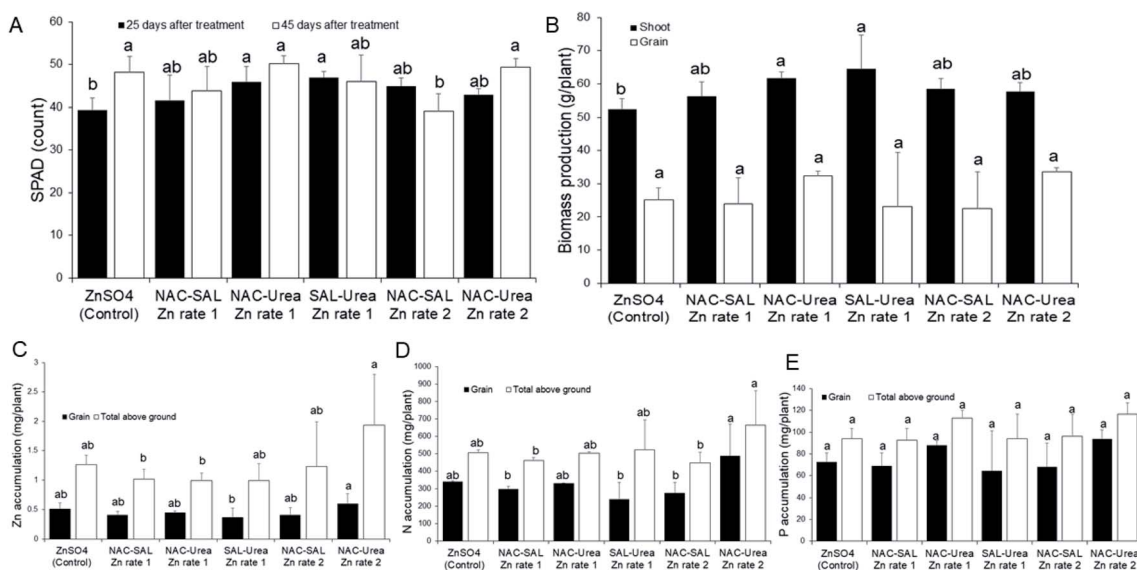 A
60
50
40
30
20
10
0
SPAD (count)
25 days after treatment
45 days after treatment
b a ab ab a a a ab ab b ab a
ZnSO4 NAC-SAL NAC-Urea SAL-Urea NAC-SAL NAC-Urea
(Control) Zn rate 1 Zn rate 1 Zn rate 1 Zn rate 2 Zn rate 2
B
80
70
60
50
40
30
20
10
0
Biomass production (g/plant)
Shoot
Grain
b a ab a a a a a ab a ab a
ZnSO4 NAC-SAL NAC-Urea SAL-Urea NAC-SAL NAC-Urea
(Control) Zn rate 1 Zn rate 1 Zn rate 1 Zn rate 2 Zn rate 2
C
3
2.5
2
1.5
1
0.5
0
Zn accumulation (mg/plant)
Grain
Total above ground
ab ab ab b ab b b ab ab ab a a
ZnSO4 NAC-SAL NAC-Urea SAL-Urea NAC-SAL NAC-Urea
(Control) Zn rate 1 Zn rate 1 Zn rate 1 Zn rate 2 Zn rate 2
D
1000
900
800
700
600
500
400
300
200
100
0
N accumulation (mg/plant)
Grain
Total above ground
ab ab b b ab ab b ab b b a a
ZnSO4 NAC-SAL NAC-Urea SAL-Urea NAC-SAL NAC-Urea
(Control) Zn rate 1 Zn rate 1 Zn rate 1 Zn rate 2 Zn rate 2
E
140
120
100
80
60
40
20
0
P accumulation (mg/plant)
Grain
Total above ground
a a a a a a a a a a a a
ZnSO4 NAC-SAL NAC-Urea SAL-Urea NAC-SAL NAC-Urea
(Control) Zn rate 1 Zn rate 1 Zn rate 1 Zn rate 2 Zn rate 2